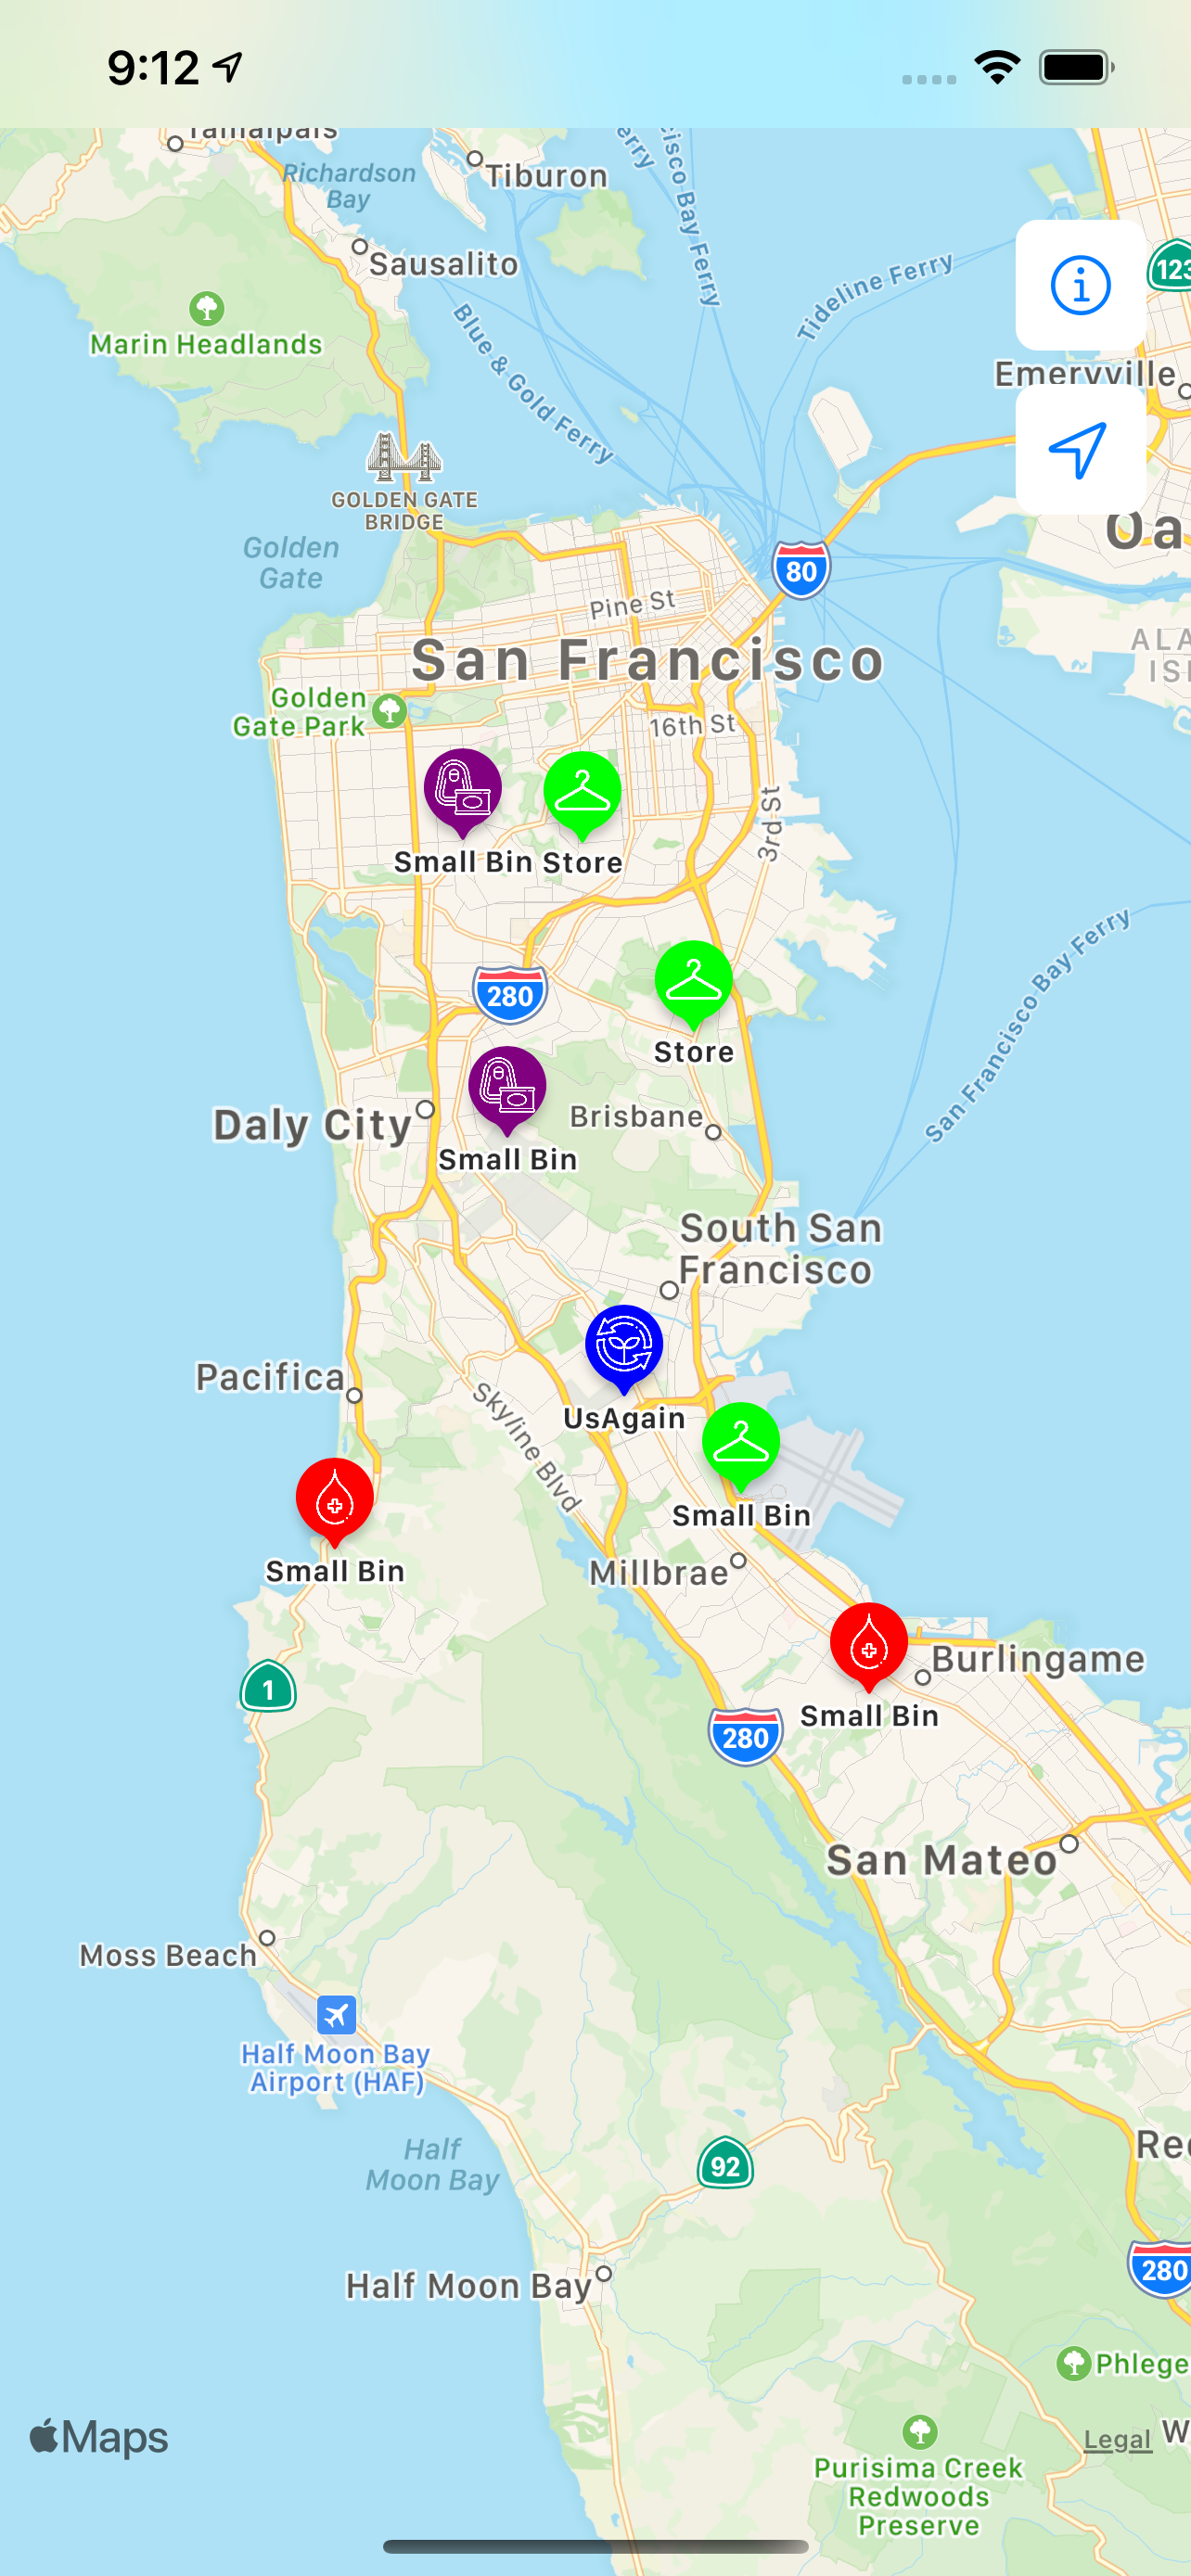 9:12
Tamalpais
Richardson
Bay
Tiburon
Sausalito
Marin Headlands
Blue & Gold Ferry
isco Bay Ferry
Tideline Ferry
123
Emeryville
GOLDEN GATE
BRIDGE
Golden
Gate
Oa
80
Pine St
San Francisco
ALA
ISL
Golden
Gate Park
16th St
3rd St
Small Bin
Store
San Francisco Bay Ferry
280
Store
Daly City
Brisbane
Small Bin
South San
Francisco
Pacifica
Skyline Blvd
UsAgain
Small Bin
Small Bin
Millbrae
Burlingame
1
Small Bin
280
San Mateo
Moss Beach
Half Moon Bay
Airport (HAF)
Half
Moon Bay
92
Rec
Half Moon Bay
280
Phlege
Maps
Legal
W
Purisima Creek
Redwoods
Preserve